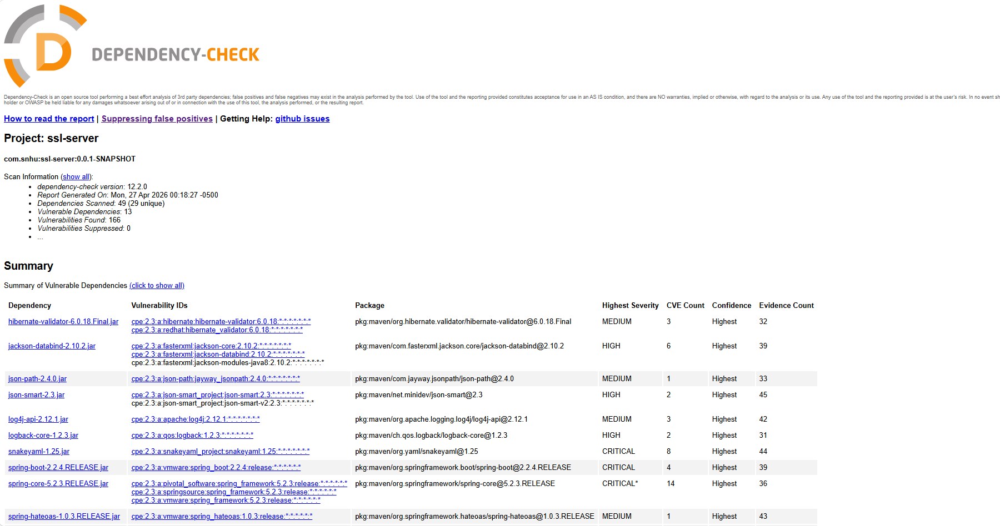 D DEPENDENCY-CHECK
Dependency-Check is an open source tool performing a best effort analysis of 3rd party dependencies; false positives and false negatives may exist in the analysis performed by the tool. Use of the tool and the reporting provided constitutes acceptance for use in an AS IS condition, and there are NO warranties, implied or otherwise, with regard to the analysis or its use. Any use of the tool and the reporting provided is at the user's risk. In no event sh
holder or OWASP be held liable for any damages whatsoever arising out of or in connection with the use of this tool, the analysis performed, or the resulting report.
How to read the report | Suppressing false positives | Getting Help: github issues
Project: ssl-server
com.snhu:ssl-server:0.0.1-SNAPSHOT
Scan Information (show all):
• dependency-check version: 12.2.0
• Report Generated On: Mon, 27 Apr 2026 00:18:27 -0500
• Dependencies Scanned: 49 (29 unique)
• Vulnerable Dependencies: 13
• Vulnerabilities Found: 166
• Vulnerabilities Suppressed: 0
• ...
Summary
Summary of Vulnerable Dependencies (click to show all)
Dependency Vulnerability IDs Package Highest Severity CVE Count Confidence Evidence Count
hibernate-validator-6.0.18.Final.jar cpe:2.3:a:hibernate:hibernate-validator:6.0.18:*:*:*:*:*:*:* pkg:maven/org.hibernate.validator/hibernate-validator@6.0.18.Final MEDIUM 3 Highest 32
cpe:2.3:a:redhat:hibernate_validator:6.0.18:*:*:*:*:*:*:*
jackson-databind-2.10.2.jar cpe:2.3:a:fasterxml:jackson-core:2.10.2:*:*:*:*:*:*:* pkg:maven/com.fasterxml.jackson.core/jackson-databind@2.10.2 HIGH 6 Highest 39
cpe:2.3:a:fasterxml:jackson-databind:2.10.2:*:*:*:*:*:*:*
cpe:2.3:a:fasterxml:jackson-modules-java8:2.10.2:*:*:*:*:*:*:*
json-path-2.4.0.jar cpe:2.3:a:json-path:jayway_jsonpath:2.4.0:*:*:*:*:*:*:* pkg:maven/com.jayway.jsonpath/json-path@2.4.0 MEDIUM 1 Highest 33
json-smart-2.3.jar cpe:2.3:a:json-smart_project:json-smart:2.3:*:*:*:*:*:*:* pkg:maven/net.minidev/json-smart@2.3 HIGH 2 Highest 45
cpe:2.3:a:json-smart_project:json-smart-v2:2.3:*:*:*:*:*:*:*
log4j-api-2.12.1.jar cpe:2.3:a:apache:log4j:2.12.1:*:*:*:*:*:*:* pkg:maven/org.apache.logging.log4j/log4j-api@2.12.1 MEDIUM 3 Highest 42
logback-core-1.2.3.jar cpe:2.3:a:qos:logback:1.2.3:*:*:*:*:*:*:* pkg:maven/ch.qos.logback/logback-core@1.2.3 HIGH 2 Highest 31
snakeyaml-1.25.jar cpe:2.3:a:snakeyaml_project:snakeyaml:1.25:*:*:*:*:*:*:* pkg:maven/org.yaml/snakeyaml@1.25 CRITICAL 8 Highest 44
spring-boot-2.2.4.RELEASE.jar cpe:2.3:a:vmware:spring_boot:2.2.4:release:*:*:*:*:*:* pkg:maven/org.springframework.boot/spring-boot@2.2.4.RELEASE CRITICAL 4 Highest 39
spring-core-5.2.3.RELEASE.jar cpe:2.3:a:pivotal_software:spring_framework:5.2.3:release:*:*:*:*:*:* pkg:maven/org.springframework/spring-core@5.2.3.RELEASE CRITICAL* 14 Highest 36
cpe:2.3:a:springsource:spring_framework:5.2.3:release:*:*:*:*:*:*
cpe:2.3:a:vmware:spring_framework:5.2.3:release:*:*:*:*:*:*
spring-hateoas-1.0.3.RELEASE.jar cpe:2.3:a:vmware:spring_hateoas:1.0.3:release:*:*:*:*:*:* pkg:maven/org.springframework.hateoas/spring-hateoas@1.0.3.RELEASE MEDIUM 1 Highest 43